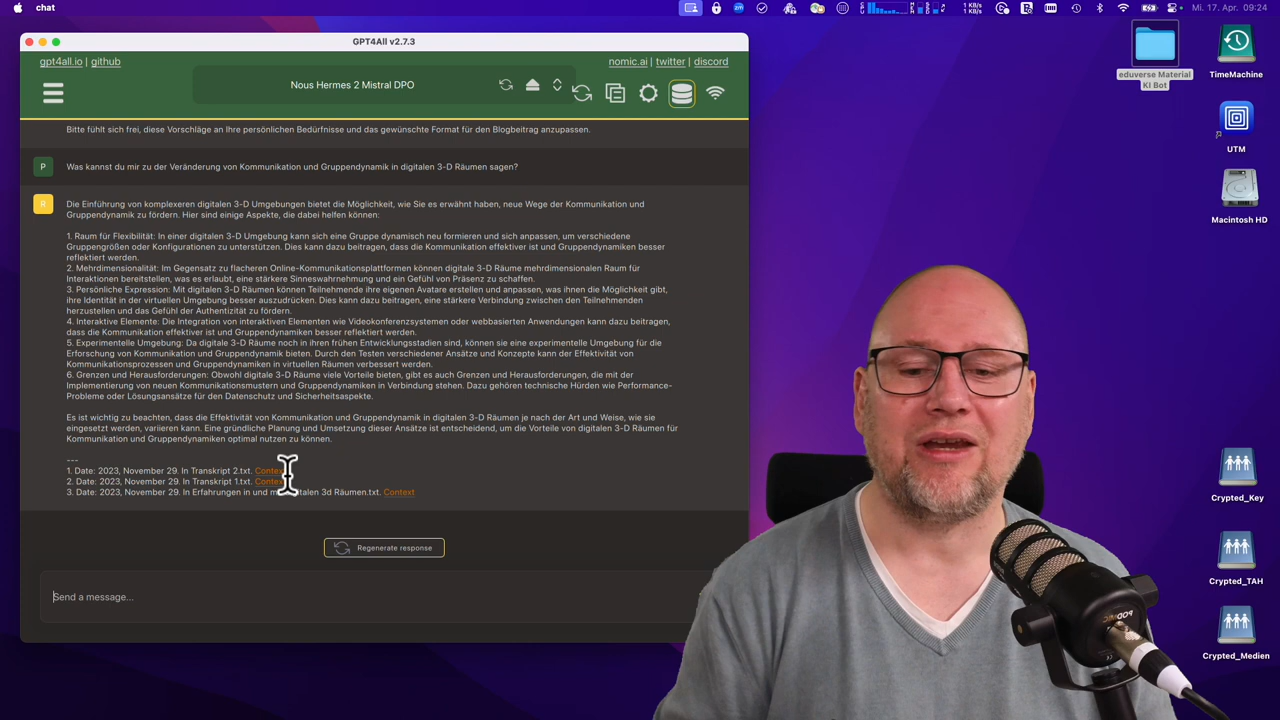 chat
Mi. 17. Apr. 09:24
GPT4All v2.7.3
gpt4all.io | github
nomic.ai | twitter | discord
Nous Hermes 2 Mistral DPO
Bitte fühlt sich frei, diese Vorschläge an Ihre persönlichen Bedürfnisse und das gewünschte Format für den Blogbeitrag anzupassen.
P
Was kannst du mir zu der Veränderung von Kommunikation und Gruppendynamik in digitalen 3-D Räumen sagen?
R
Die Einführung von komplexeren digitalen 3-D Umgebungen bietet die Möglichkeit, wie Sie es erwähnt haben, neue Wege der Kommunikation und
Gruppendynamik zu fördern. Hier sind einige Aspekte, die dabei helfen können:
1. Raum für Flexibilität: In einer digitalen 3-D Umgebung kann sich eine Gruppe dynamisch neu formieren und sich anpassen, um verschiedene
Gruppengrößen oder Konfigurationen zu unterstützen. Dies kann dazu beitragen, dass die Kommunikation effektiver ist und Gruppendynamiken besser
reflektiert werden.
2. Mehrdimensionalität: Im Gegensatz zu flacheren Online-Kommunikationsplattformen können digitale 3-D Räume mehrdimensionalen Raum für
Interaktionen bereitstellen, was es erlaubt, eine stärkere Sinneswahrnehmung und ein Gefühl von Präsenz zu schaffen.
3. Persönliche Expression: Mit digitalen 3-D Räumen können Teilnehmende ihre eigenen Avatare erstellen und anpassen, was ihnen die Möglichkeit gibt,
ihre Identität in der virtuellen Umgebung besser auszudrücken. Dies kann dazu beitragen, eine stärkere Verbindung zwischen den Teilnehmenden
herzustellen und das Gefühl der Authentizität zu fördern.
4. Interaktive Elemente: Die Integration von interaktiven Elementen wie Videokonferenzsystemen oder webbasierten Anwendungen kann dazu beitragen,
dass die Kommunikation effektiver ist und Gruppendynamiken besser reflektiert werden.
5. Experimentelle Umgebung: Da digitale 3-D Räume noch in ihren frühen Entwicklungsstadien sind, können sie eine experimentelle Umgebung für die
Erforschung von Kommunikation und Gruppendynamik bieten. Durch den Testen verschiedener Ansätze und Konzepte kann der Effektivität von
Kommunikationsprozessen und Gruppendynamiken in virtuellen Räumen verbessert werden.
6. Grenzen und Herausforderungen: Obwohl digitale 3-D Räume viele Vorteile bieten, gibt es auch Grenzen und Herausforderungen, die mit der
Implementierung von neuen Kommunikationsmustern und Gruppendynamiken in Verbindung stehen. Dazu gehören technische Hürden wie Performance-
Probleme oder Lösungsansätze für den Datenschutz und Sicherheitsaspekte.
Es ist wichtig zu beachten, dass die Effektivität von Kommunikation und Gruppendynamik in digitalen 3-D Räumen je nach der Art und Weise, wie sie
eingesetzt werden, variieren kann. Eine gründliche Planung und Umsetzung dieser Ansätze ist entscheidend, um die Vorteile von digitalen 3-D Räumen für
Kommunikation und Gruppendynamiken optimal nutzen zu können.
---
1. Date: 2023, November 29. In Transkript 2.txt. Context
2. Date: 2023, November 29. In Transkript 1.txt. Context
3. Date: 2023, November 29. In Erfahrungen in und mi talen 3d Räumen.txt. Context
Regenerate response
Send a message...
eduverse Material
KI Bot
TimeMachine
UTM
Macintosh HD
Crypted_Key
Crypted_TAH
Crypted_Medien
PODMIC